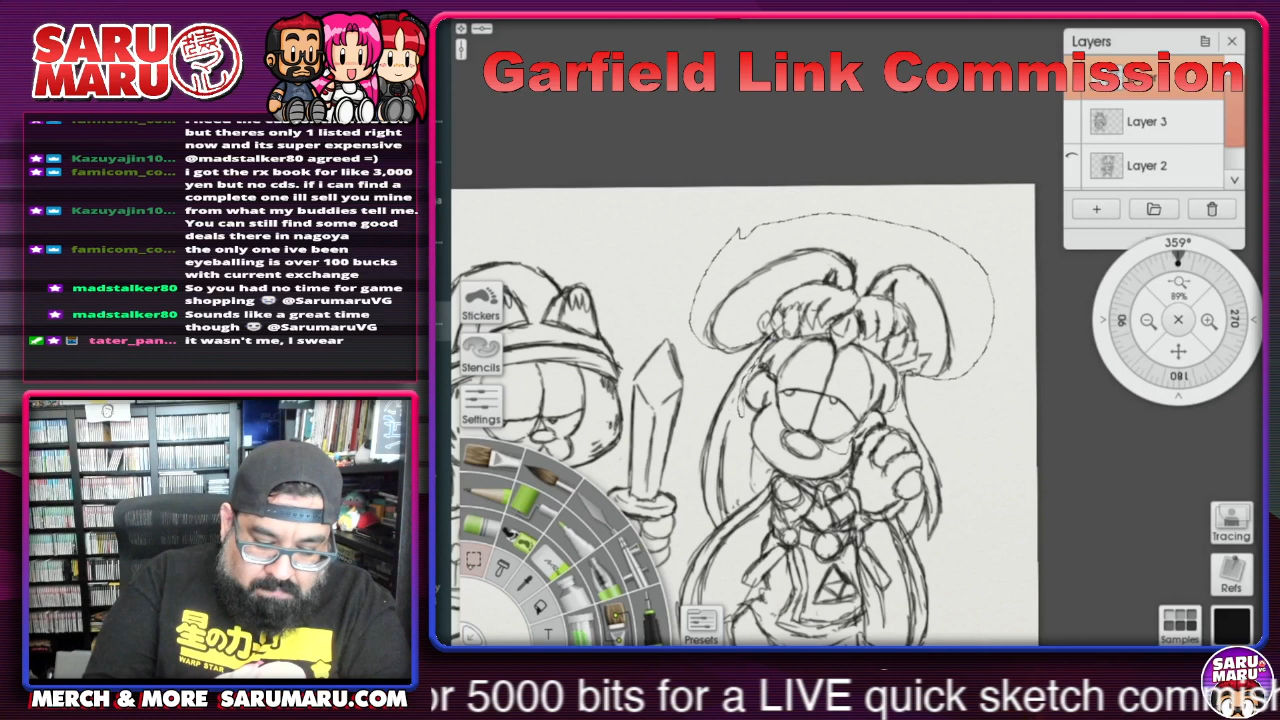 SARU
MARU
Garfield Link Commission
but theres only 1 listed right
now and its super expensive
Kazuyajin10... @madstalker80 agreed =)
famicom_co... i got the rx book for like 3,000
yen but no cds. if i can find a
complete one ill sell you mine
Kazuyajin10... from what my buddies tell me.
You can still find some good
deals there in nagoya
famicom_co... the only one ive been
eyeballing is over 100 bucks
with current exchange
madstalker80 So you had no time for game
shopping @SarumaruVG
madstalker80 Sounds like a great time
though @SarumaruVG
tater_pan... it wasn't me, I swear
Layers
Layer 3
Layer 2
359°
89%
90
270
180
Stickers
Stencils
Settings
T
Presets
Tracing
Refs
Samples
WARP STAR
MERCH & MORE SARUMARU.COM
or 5000 bits for a LIVE quick sketch commis
SARU
MARU